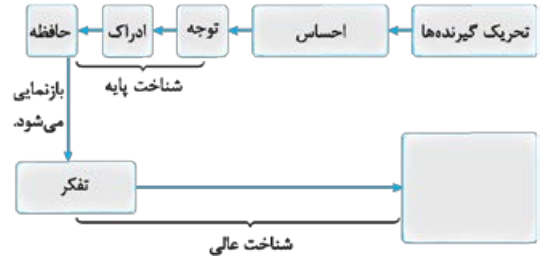 تحریک گیرنده‌ها
احساس
توجه
ادراک
حافظه
شناخت پایه
بازنمایی
می‌شود.
تفکر
شناخت عالی